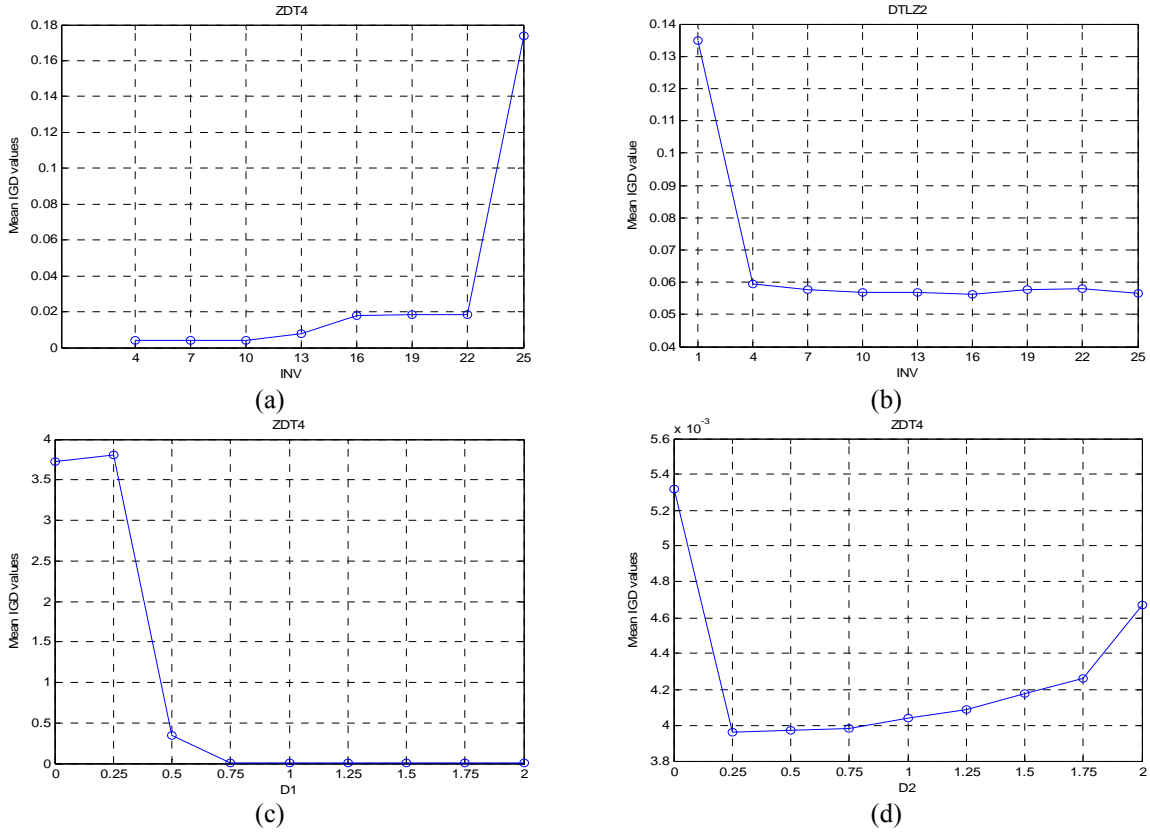 ZDT4
0.18
0.16
0.14
0.12
0.1
0.08
0.06
0.04
0.02
0
Mean IGD values
4 7 10 13 16 19 22 25
INV
(a)
DTLZ2
0.14
0.13
0.12
0.11
0.1
0.09
0.08
0.07
0.06
0.05
0.04
Mean IGD value
1 4 7 10 13 16 19 22 25
INV
(b)
ZDT4
4
3.5
3
2.5
2
1.5
1
0.5
0
Mean IGD values
0 0.25 0.5 0.75 1 1.25 1.5 1.75 2
D1
(c)
ZDT4
x 10^-3
5.6
5.4
5.2
5
4.8
4.6
4.4
4.2
4
3.8
Mean IGD values
0 0.25 0.5 0.75 1 1.25 1.5 1.75 2
D2
(d)